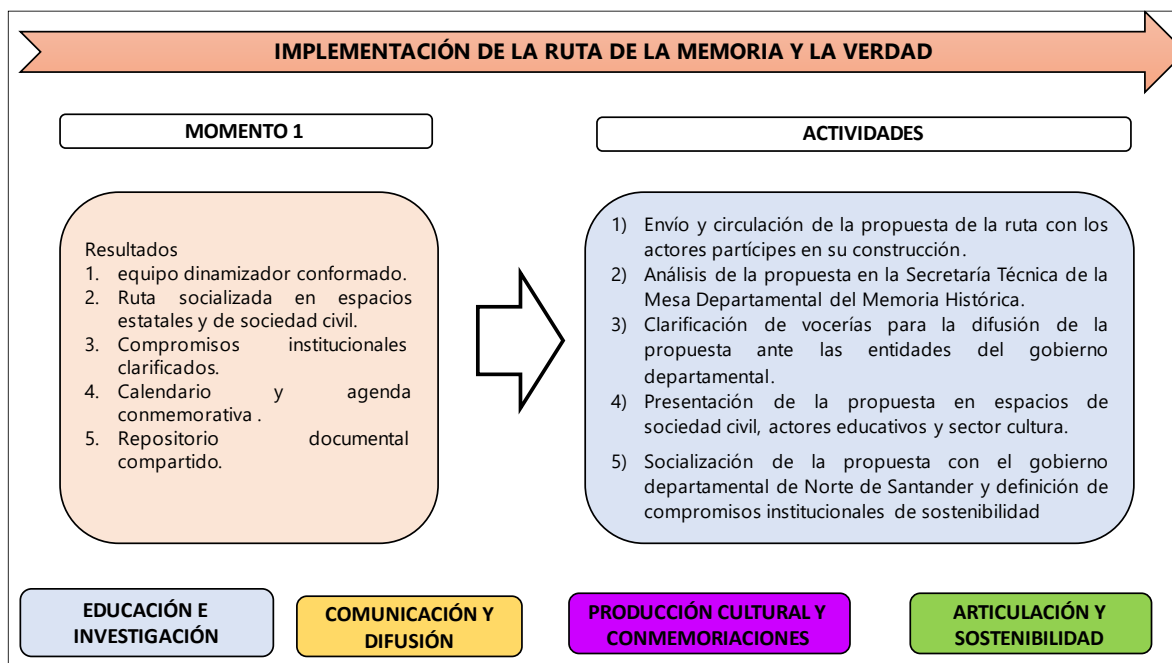 IMPLEMENTACIÓN DE LA RUTA DE LA MEMORIA Y LA VERDAD
MOMENTO 1
Resultados
1. equipo dinamizador conformado.
2. Ruta socializada en espacios
estatales y de sociedad civil.
3. Compromisos institucionales
clarificados.
4. Calendario y agenda
conmemorativa .
5. Repositorio documental
compartido.
ACTIVIDADES
1) Envío y circulación de la propuesta de la ruta con los
actores partícipes en su construcción.
2) Análisis de la propuesta en la Secretaría Técnica de la
Mesa Departamental del Memoria Histórica.
3) Clarificación de vocerías para la difusión de la
propuesta ante las entidades del gobierno
departamental.
4) Presentación de la propuesta en espacios de
sociedad civil, actores educativos y sector cultura.
5) Socialización de la propuesta con el gobierno
departamental de Norte de Santander y definición de
compromisos institucionales de sostenibilidad
EDUCACIÓN E
INVESTIGACIÓN
COMUNICACIÓN Y
DIFUSIÓN
PRODUCCIÓN CULTURAL Y
CONMEMORIACIONES
ARTICULACIÓN Y
SOSTENIBILIDAD